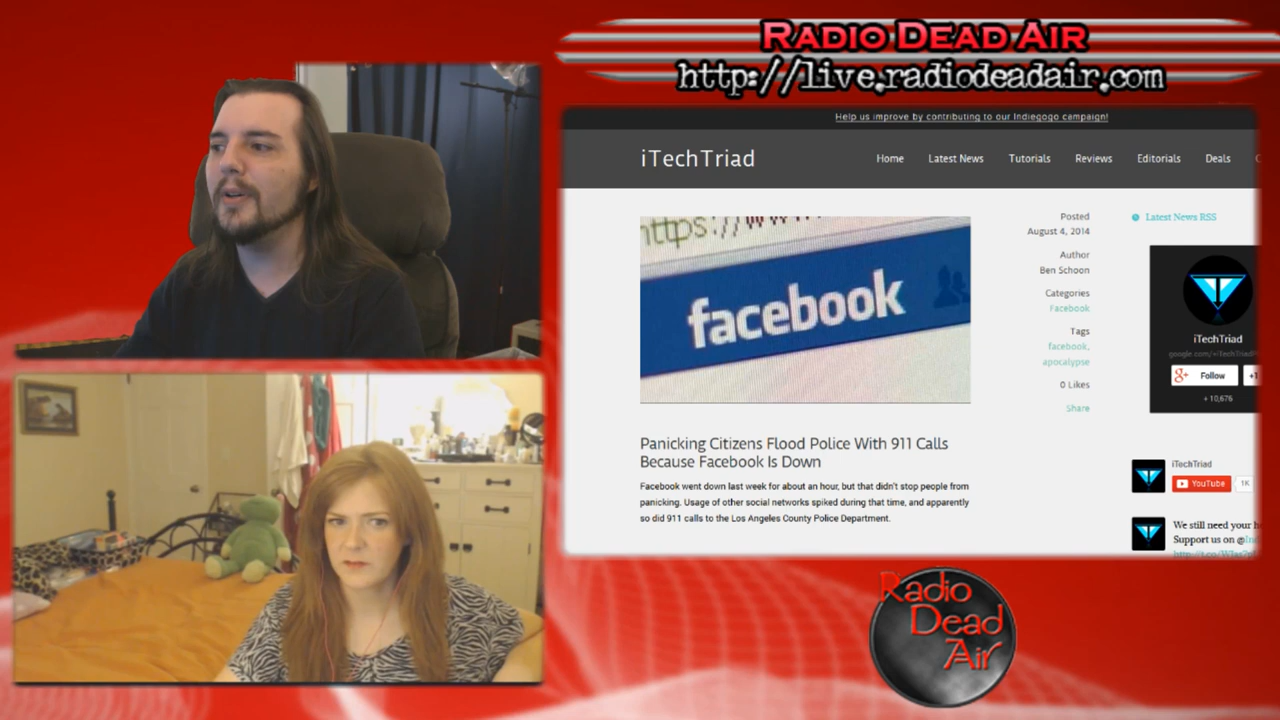 RADIO DEAD AIR
http://live.radiodeadair.com
Help us improve by contributing to our Indiegogo campaign!
iTechTriad
Home Latest News Tutorials Reviews Editorials Deals
https://www.
facebook
Posted
August 4, 2014
Author
Ben Schoon
Categories
Facebook
Tags
facebook,
apocalypse
0 Likes
Share
Latest News RSS
iTechTriad
Follow +1
+ 10,676
Panicking Citizens Flood Police With 911 Calls
Because Facebook Is Down
Facebook went down last week for about an hour, but that didn't stop people from
panicking. Usage of other social networks spiked during that time, and apparently
so did 911 calls to the Los Angeles County Police Department.
iTechTriad
YouTube 1K
We still need your
Support us on
Radio
Dead
Air